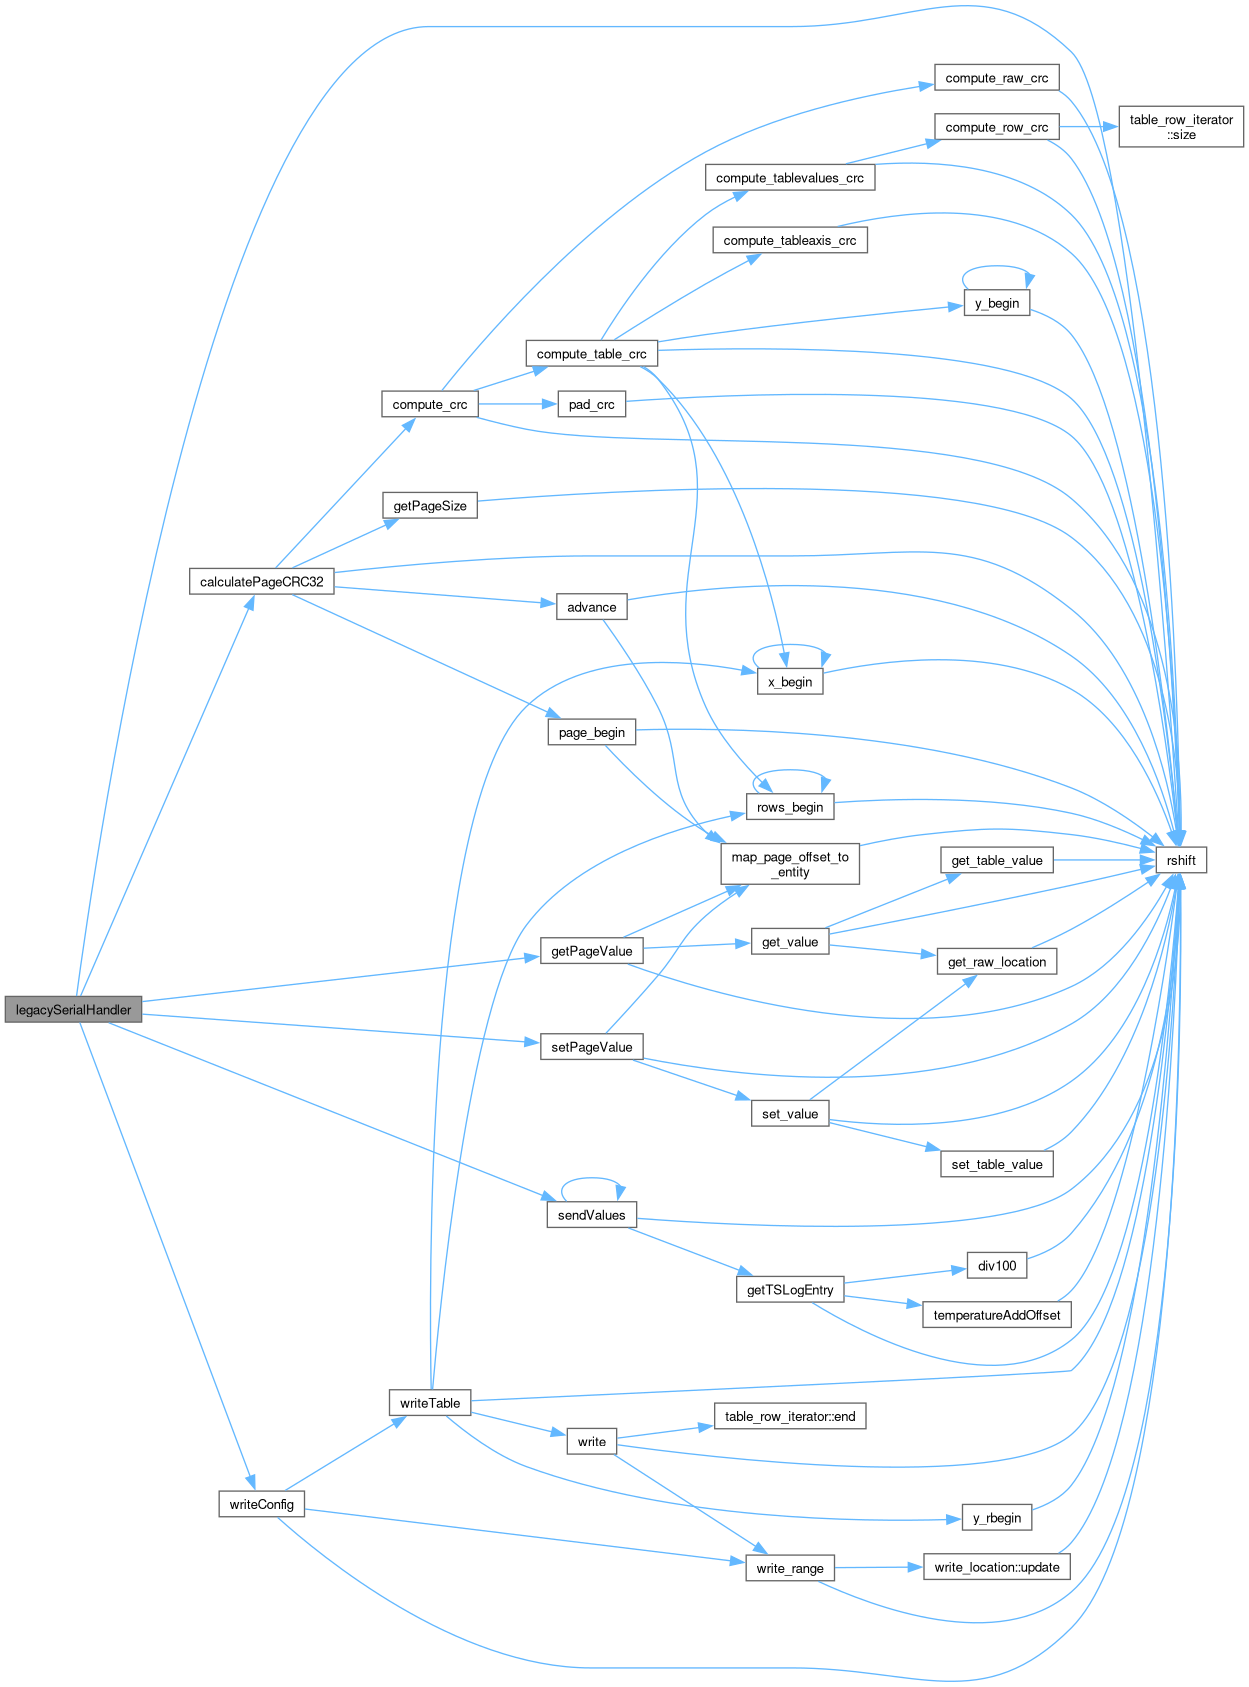 compute_raw_crc
table_row_iterator
::size
compute_row_crc
compute_tablevalues_crc
compute_tableaxis_crc
y_begin
compute_table_crc
compute_crc
pad_crc
getPageSize
calculatePageCRC32
advance
x_begin
page_begin
rows_begin
map_page_offset_to
_entity
get_table_value
rshift
get_value
getPageValue
get_raw_location
legacySerialHandler
setPageValue
set_value
set_table_value
sendValues
div100
getTSLogEntry
temperatureAddOffset
writeTable
table_row_iterator::end
write
writeConfig
y_rbegin
write_range
write_location::update